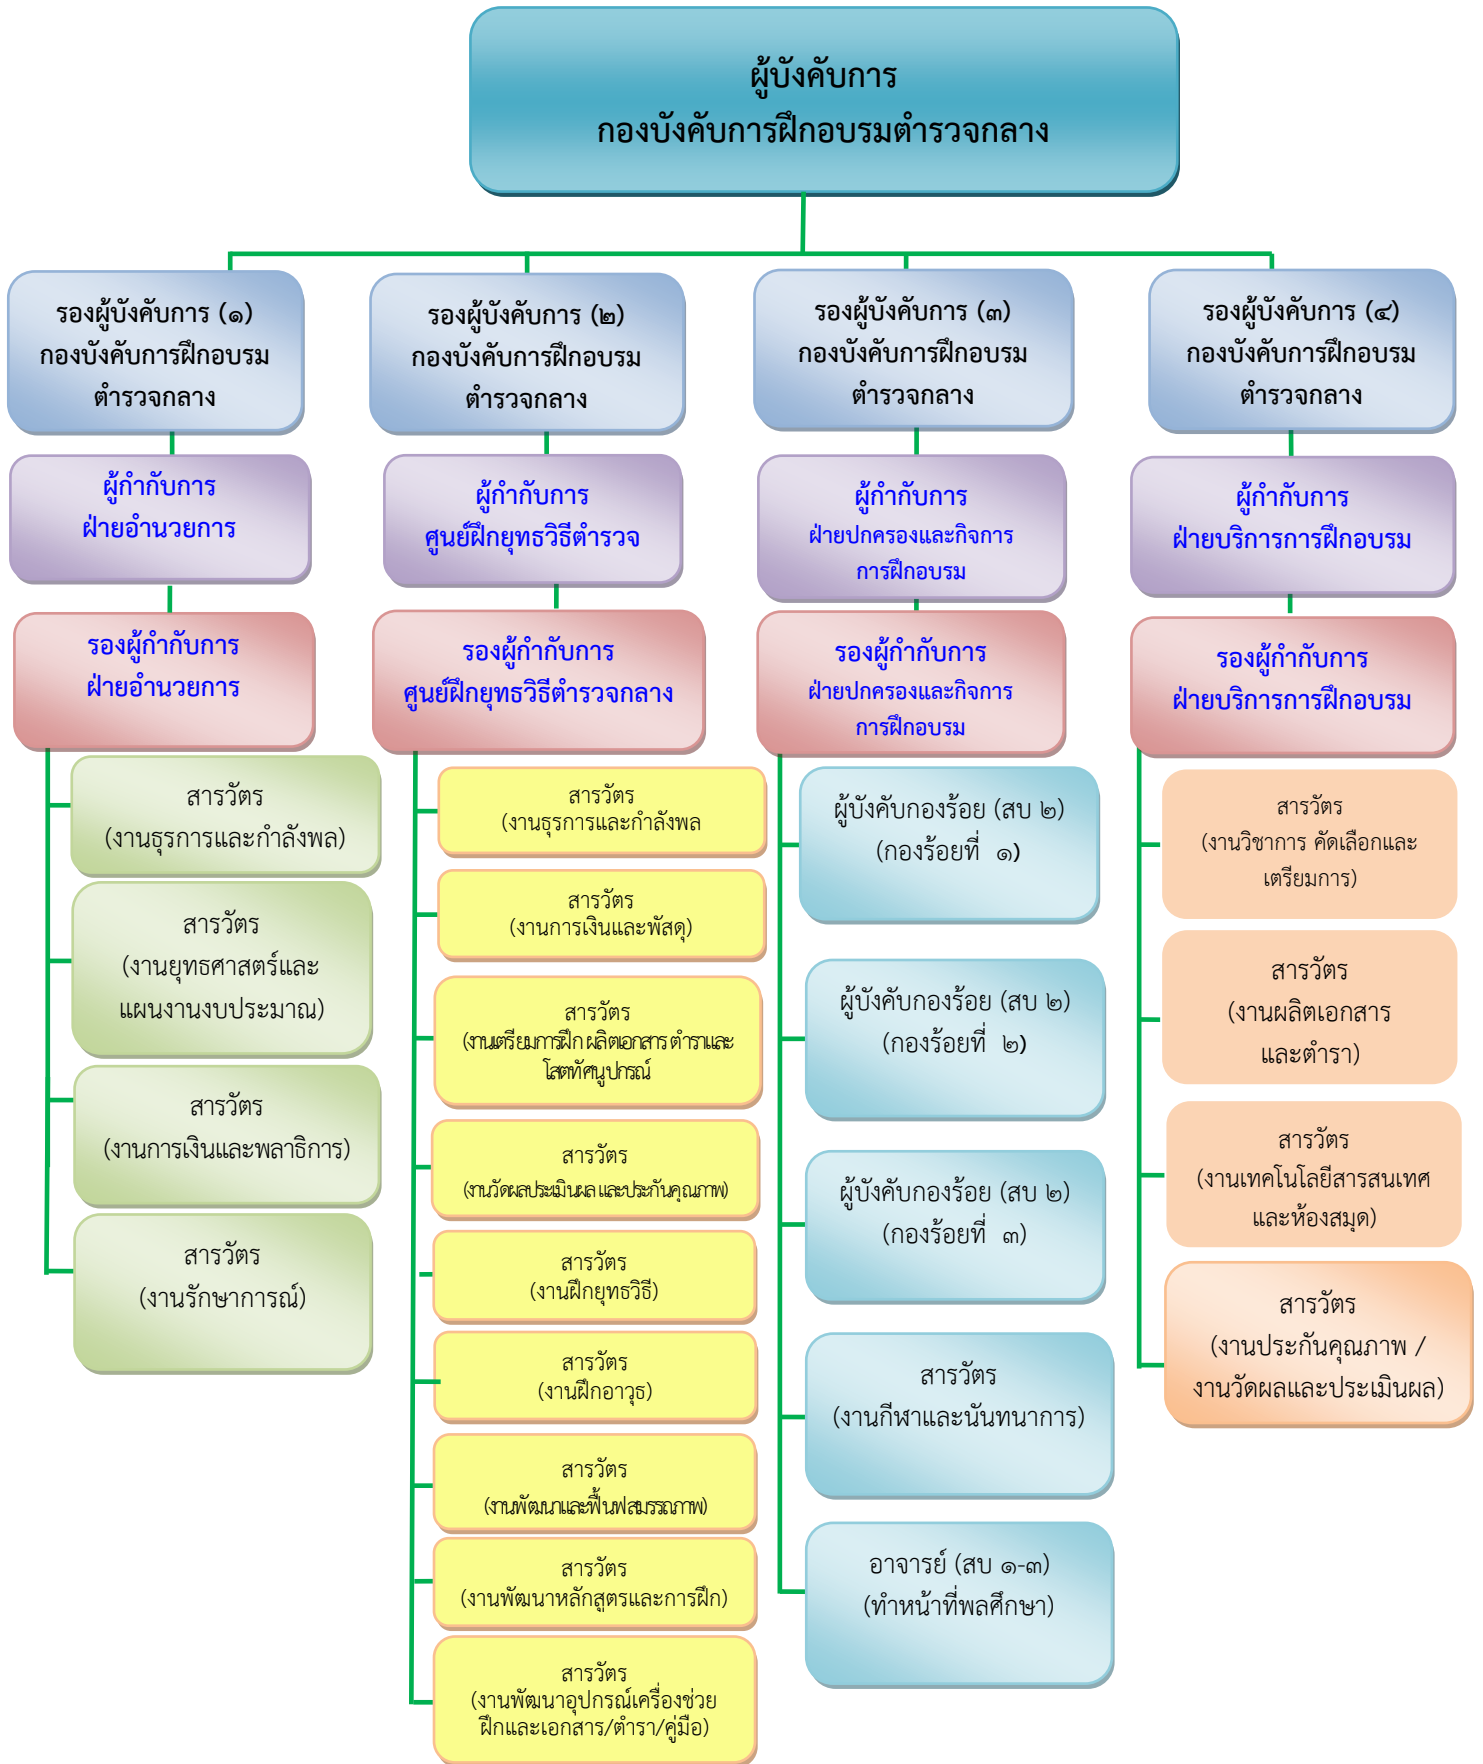 ผู้บังคับการ
กองบังคับการฝึกอบรมตำรวจกลาง
รองผู้บังคับการ (๑)
กองบังคับการฝึกอบรม
ตำรวจกลาง
ผู้กำกับการ
ฝ่ายอำนวยการ
รองผู้กำกับการ
ฝ่ายอำนวยการ
สารวัตร
(งานธุรการและกำลังพล)
สารวัตร
(งานยุทธศาสตร์และ
แผนงานงบประมาณ)
สารวัตร
(งานการเงินและพลาธิการ)
สารวัตร
(งานรักษาการณ์)
รองผู้บังคับการ (๒)
กองบังคับการฝึกอบรม
ตำรวจกลาง
ผู้กำกับการ
ศูนย์ฝึกยุทธวิธีตำรวจ
รองผู้กำกับการ
ศูนย์ฝึกยุทธวิธีตำรวจกลาง
สารวัตร
(งานธุรการและกำลังพล
สารวัตร
(งานการเงินและพัสดุ)
สารวัตร
(งานเตรียมการฝึก ผลิตเอกสาร ตำราและ
โสตทัศนูปกรณ์
สารวัตร
(งานวัดผลประเมินผล และประกันคุณภาพ)
สารวัตร
(งานฝึกยุทธวิธี)
สารวัตร
(งานฝึกอาวุธ)
สารวัตร
(งานพัฒนาและฟื้นฟูสมรรถภาพ)
สารวัตร
(งานพัฒนาหลักสูตรและการฝึก)
สารวัตร
(งานพัฒนาอุปกรณ์เครื่องช่วย
ฝึกและเอกสาร/ตำรา/คู่มือ)
รองผู้บังคับการ (๓)
กองบังคับการฝึกอบรม
ตำรวจกลาง
ผู้กำกับการ
ฝ่ายปกครองและกิจการ
การฝึกอบรม
รองผู้กำกับการ
ฝ่ายปกครองและกิจการ
การฝึกอบรม
ผู้บังคับกองร้อย (สบ ๒)
(กองร้อยที่ ๑)
ผู้บังคับกองร้อย (สบ ๒)
(กองร้อยที่ ๒)
ผู้บังคับกองร้อย (สบ ๒)
(กองร้อยที่ ๓)
สารวัตร
(งานกีฬาและนันทนาการ)
อาจารย์ (สบ ๑-๓)
(ทำหน้าที่พลศึกษา)
รองผู้บังคับการ (๔)
กองบังคับการฝึกอบรม
ตำรวจกลาง
ผู้กำกับการ
ฝ่ายบริการการฝึกอบรม
รองผู้กำกับการ
ฝ่ายบริการการฝึกอบรม
สารวัตร
(งานวิชาการ คัดเลือกและ
เตรียมการ)
สารวัตร
(งานผลิตเอกสาร
และตำรา)
สารวัตร
(งานเทคโนโลยีสารสนเทศ
และห้องสมุด)
สารวัตร
(งานประกันคุณภาพ /
งานวัดผลและประเมินผล)